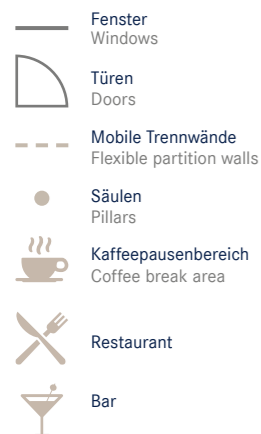 Fenster
Windows
Türen
Doors
Mobile Trennwände
Flexible partition walls
Säulen
Pillars
Kaffeepausenbereich
Coffee break area
Restaurant
Bar